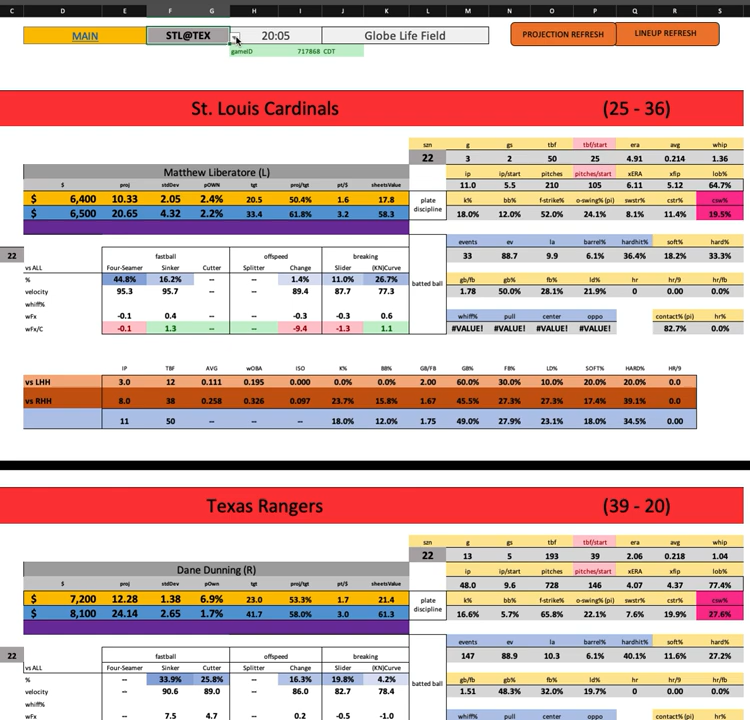 C D E F G H I J K L M N O P Q R S
MAIN STL@TEX 20:05 Globe Life Field PROJECTION REFRESH LINEUP REFRESH
gameID 717868 CDT
St. Louis Cardinals (25 - 36)
szn g gs tbf tbf/start era avg whip
22 3 2 50 25 4.91 0.214 1.36
Matthew Liberatore (L) ip ip/start pitches pitches/start xERA xfip lob%
$ proj stdDev pOWN tgt proj/tgt pt/$ sheetsValue 11.0 5.5 210 105 6.11 5.12 64.7%
$ 6,400 10.33 2.05 2.4% 20.5 50.4% 1.6 17.8 plate discipline k% bb% f-strike% o-swing% (pi) swstr% cstr% csw%
$ 6,500 20.65 4.32 2.2% 33.4 61.8% 3.2 58.3 18.0% 12.0% 52.0% 24.1% 8.1% 11.4% 19.5%
events ev la barrel% hardhit% soft% hard%
22 fastball offspeed breaking 33 88.7 9.9 6.1% 36.4% 18.2% 33.3%
vs ALL Four-Seamer Sinker Cutter Splitter Change Slider (KN)Curve
% 44.8% 16.2% -- -- 1.4% 11.0% 26.7% batted ball gb/fb gb% fb% ld% hr hr/9 hr/fb
velocity 95.3 95.7 -- -- 89.4 87.7 77.3 1.78 50.0% 28.1% 21.9% 0 0.00 0.0%
whiff%
wFx -0.1 0.4 -- -- -0.3 -0.3 0.6 whiff% pull center oppo contact% (pi) hr%
wFx/C -0.1 1.3 -- -- -9.4 -1.3 1.1 #VALUE! #VALUE! #VALUE! #VALUE! 82.7% 0.0%
IP TBF AVG wOBA ISO K% BB% GB/FB GB% FB% LD% SOFT% HARD% HR/9
vs LHH 3.0 12 0.111 0.195 0.000 0.0% 0.0% 2.00 60.0% 30.0% 10.0% 20.0% 20.0% 0.0
vs RHH 8.0 38 0.258 0.326 0.097 23.7% 15.8% 1.67 45.5% 27.3% 27.3% 17.4% 39.1% 0.0
11 50 -- -- -- 18.0% 12.0% 1.75 49.0% 27.9% 23.1% 18.0% 34.5% 0.00
Texas Rangers (39 - 20)
szn g gs tbf tbf/start era avg whip
22 13 5 193 39 2.06 0.218 1.04
Dane Dunning (R) ip ip/start pitches pitches/start xERA xfip lob%
$ proj stdDev pOwn tgt proj/tgt pt/$ sheetsValue 48.0 9.6 728 146 4.07 4.37 77.4%
$ 7,200 12.28 1.38 6.9% 23.0 53.3% 1.7 21.4 plate discipline k% bb% f-strike% o-swing% (pi) swstr% cstr% csw%
$ 8,100 24.14 2.65 1.7% 41.7 58.0% 3.0 61.3 16.6% 5.7% 65.8% 22.1% 7.6% 19.9% 27.6%
events ev la barrel% hardhit% soft% hard%
22 fastball offspeed breaking 147 88.9 10.3 6.1% 40.1% 11.6% 27.2%
vs ALL Four-Seamer Sinker Cutter Splitter Change Slider (KN)Curve
% -- 33.9% 25.8% -- 16.3% 19.8% 4.2% batted ball gb/fb gb% fb% ld% hr hr/9 hr/fb
velocity -- 90.6 89.0 -- 86.0 82.7 78.4 1.51 48.3% 32.0% 19.7% 0 0.00 0.0%
whiff%
wFx -- 7.5 4.7 -- 0.2 -0.5 -1.0 whiff% pull center oppo contact% (pi) hr%